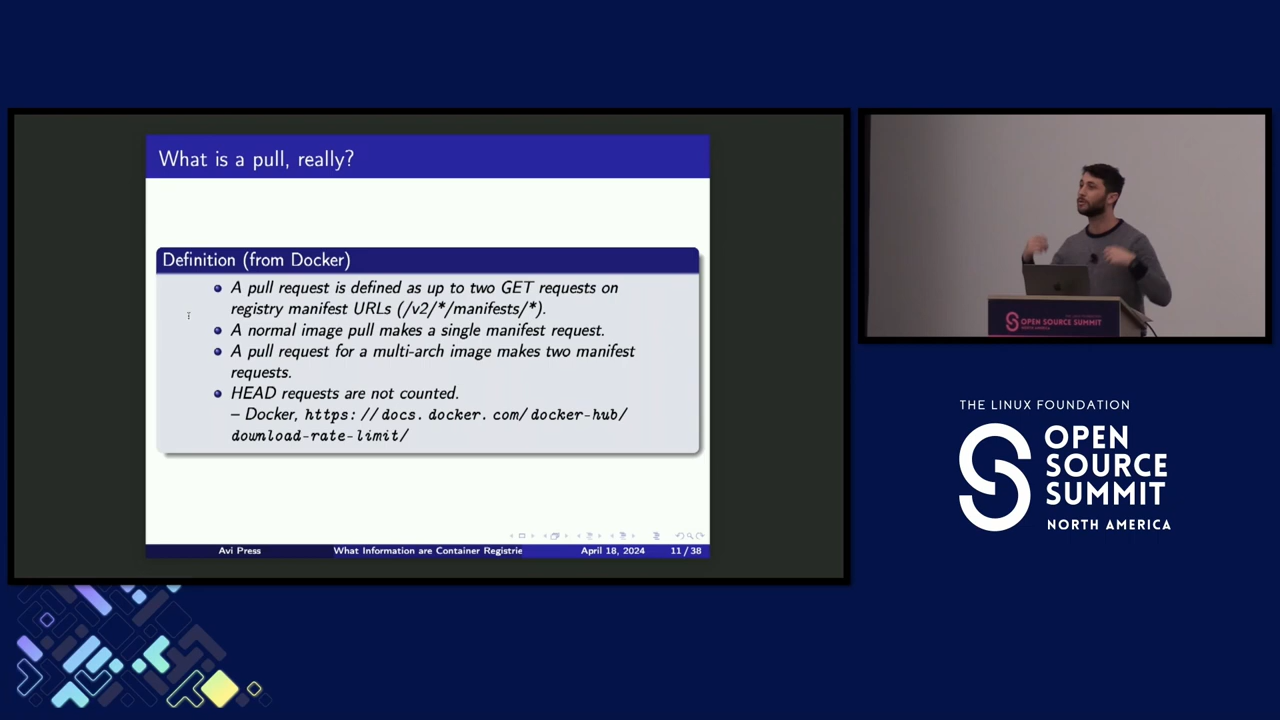 What is a pull, really?
Definition (from Docker)
A pull request is defined as up to two GET requests on
registry manifest URLs (/v2/*/manifests/*).
A normal image pull makes a single manifest request.
A pull request for a multi-arch image makes two manifest
requests.
HEAD requests are not counted.
– Docker, https://docs.docker.com/docker-hub/
download-rate-limit/
Avi Press
What Information are Container Registrie
April 18, 2024
11 / 38
OPEN SOURCE SUMMIT
NORTH AMERICA
THE LINUX FOUNDATION
OPEN
SOURCE
SUMMIT
NORTH AMERICA